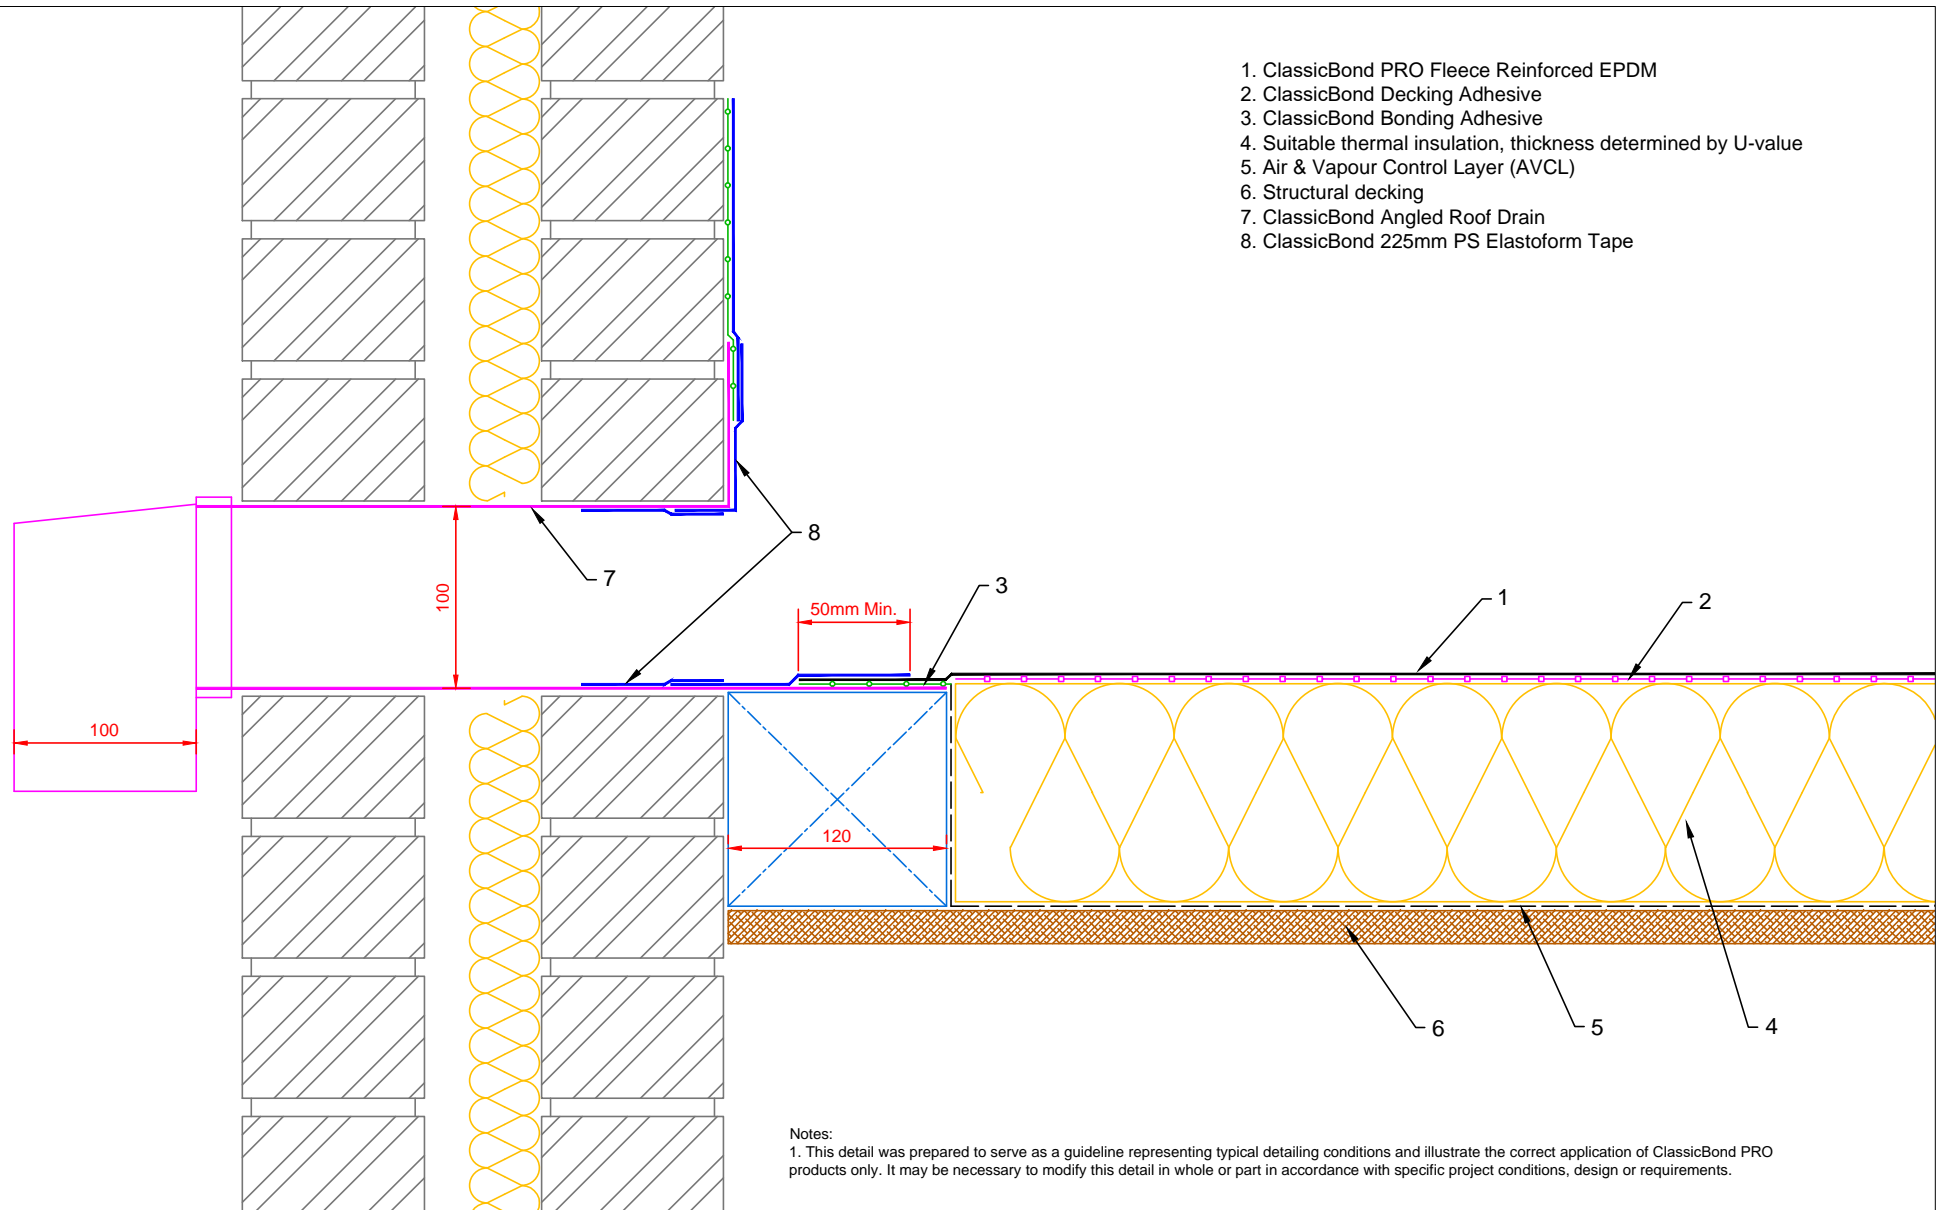 1. ClassicBond PRO Fleece Reinforced EPDM
2. ClassicBond Decking Adhesive
3. ClassicBond Bonding Adhesive
4. Suitable thermal insulation, thickness determined by U-value
5. Air & Vapour Control Layer (AVCL)
6. Structural decking
7. ClassicBond Angled Roof Drain
8. ClassicBond 225mm PS Elastoform Tape
8
7
100
3
50mm Min.
1
2
100
120
6
5
4
Notes:
1. This detail was prepared to serve as a guideline representing typical detailing conditions and illustrate the correct application of ClassicBond PRO
products only. It may be necessary to modify this detail in whole or part in accordance with specific project conditions, design or requirements.